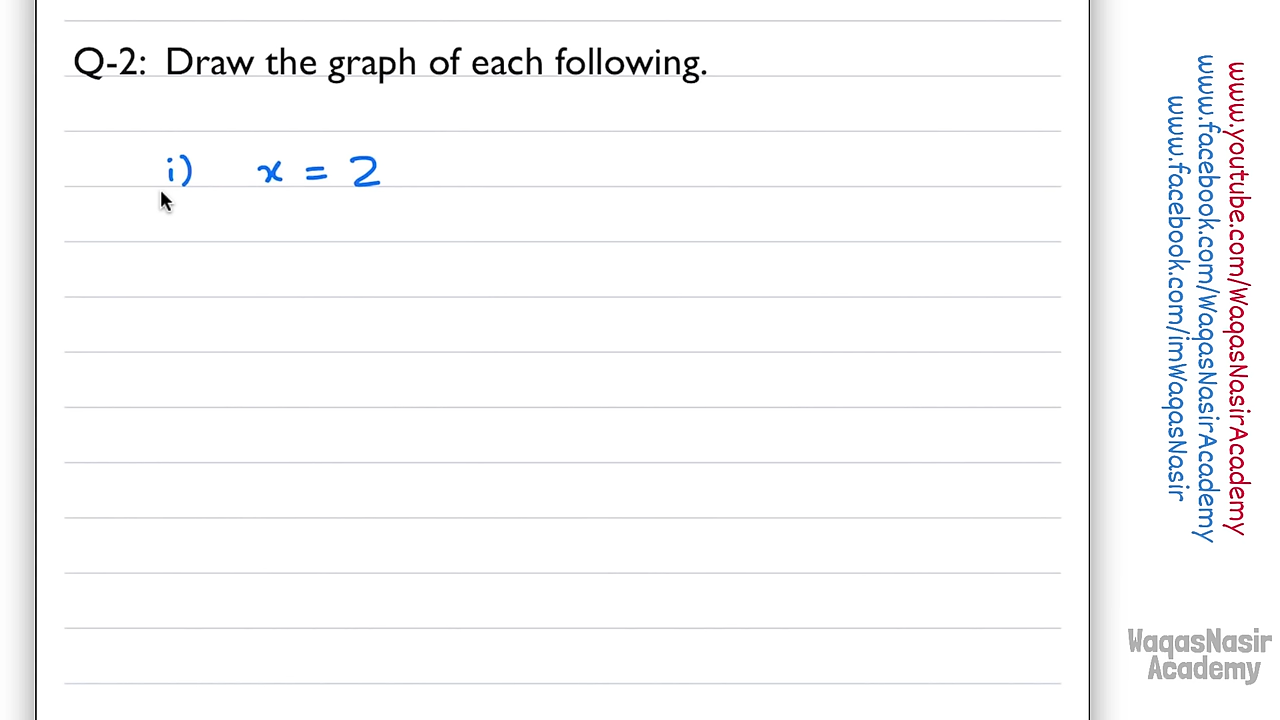 Q-2: Draw the graph of each following.
i) x = 2
www.youtube.com/WaqasNasirAcademy
www.facebook.com/WaqasNasirAcademy
www.facebook.com/imWaqasNasir
WaqasNasir
Academy